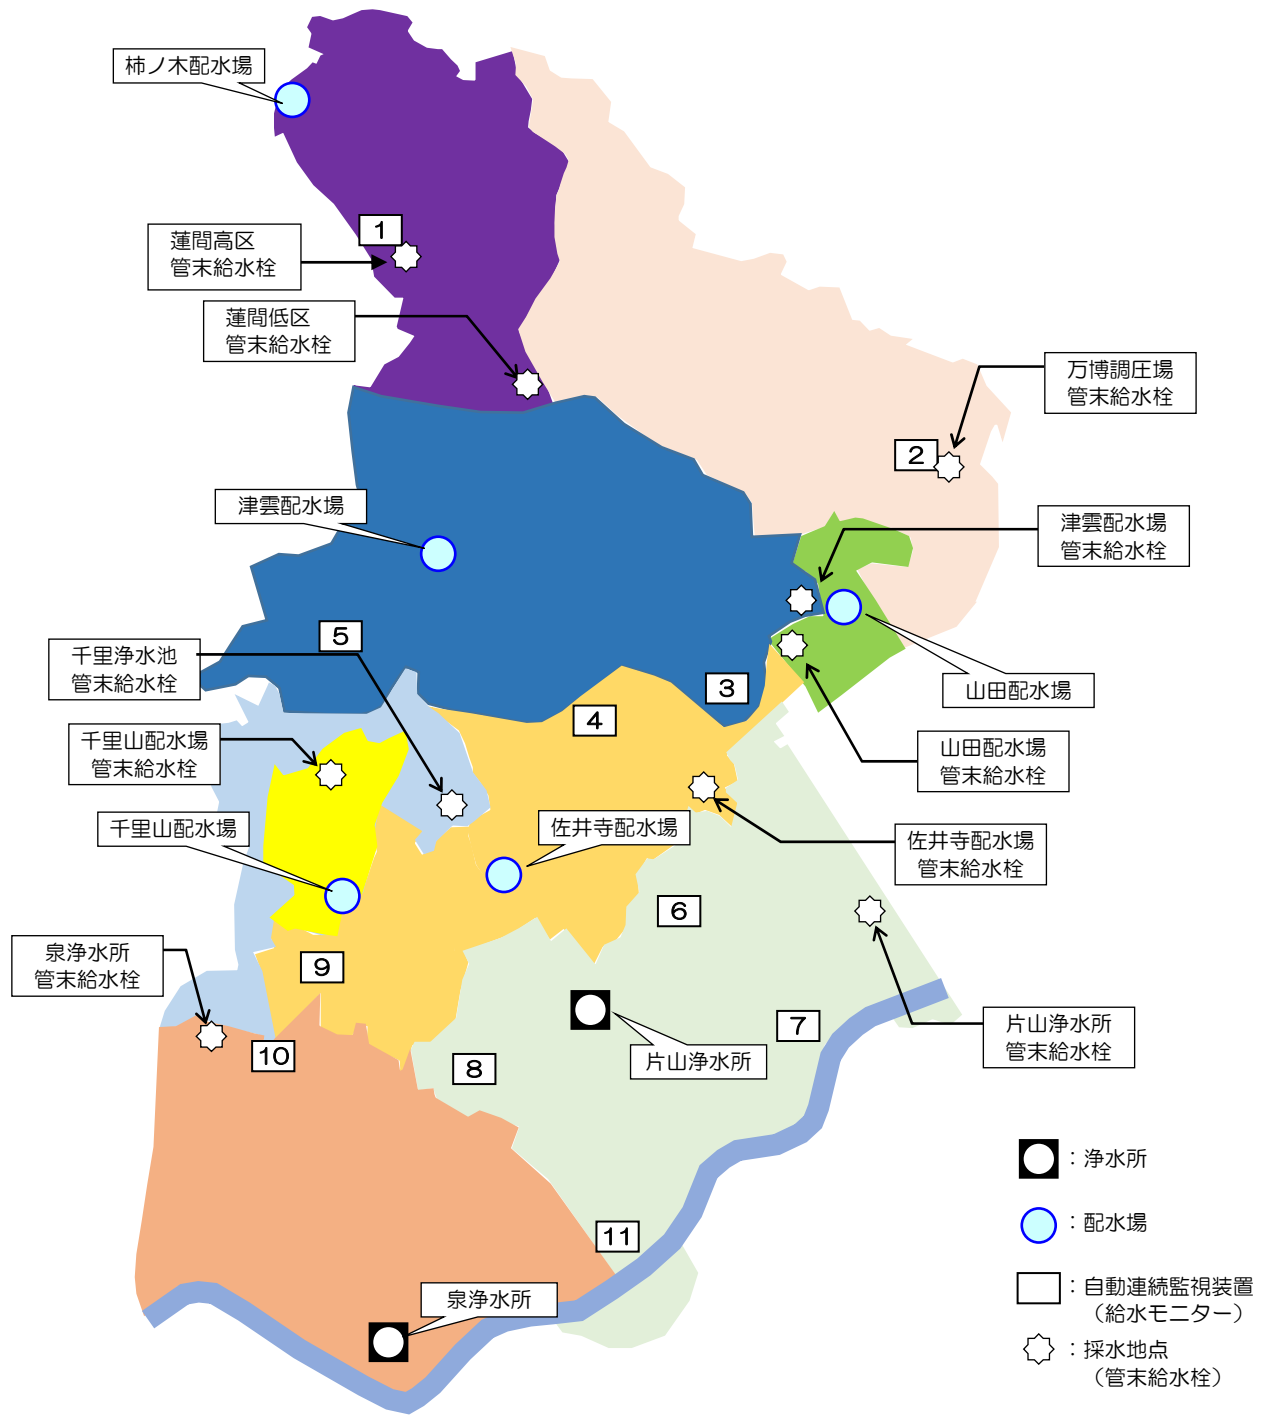 柿ノ木配水場
1
蓮間高区
管末給水栓
蓮間低区
管末給水栓
万博調圧場
管末給水栓
2
津雲配水場
津雲配水場
管末給水栓
5
千里浄水池
管末給水栓
3
山田配水場
4
千里山配水場
管末給水栓
山田配水場
管末給水栓
千里山配水場
佐井寺配水場
佐井寺配水場
管末給水栓
6
泉浄水所
管末給水栓
9
7
片山浄水所
管末給水栓
10
8
片山浄水所
：浄水所
：配水場
11
：自動連続監視装置
（給水モニター）
泉浄水所
：採水地点
（管末給水栓）